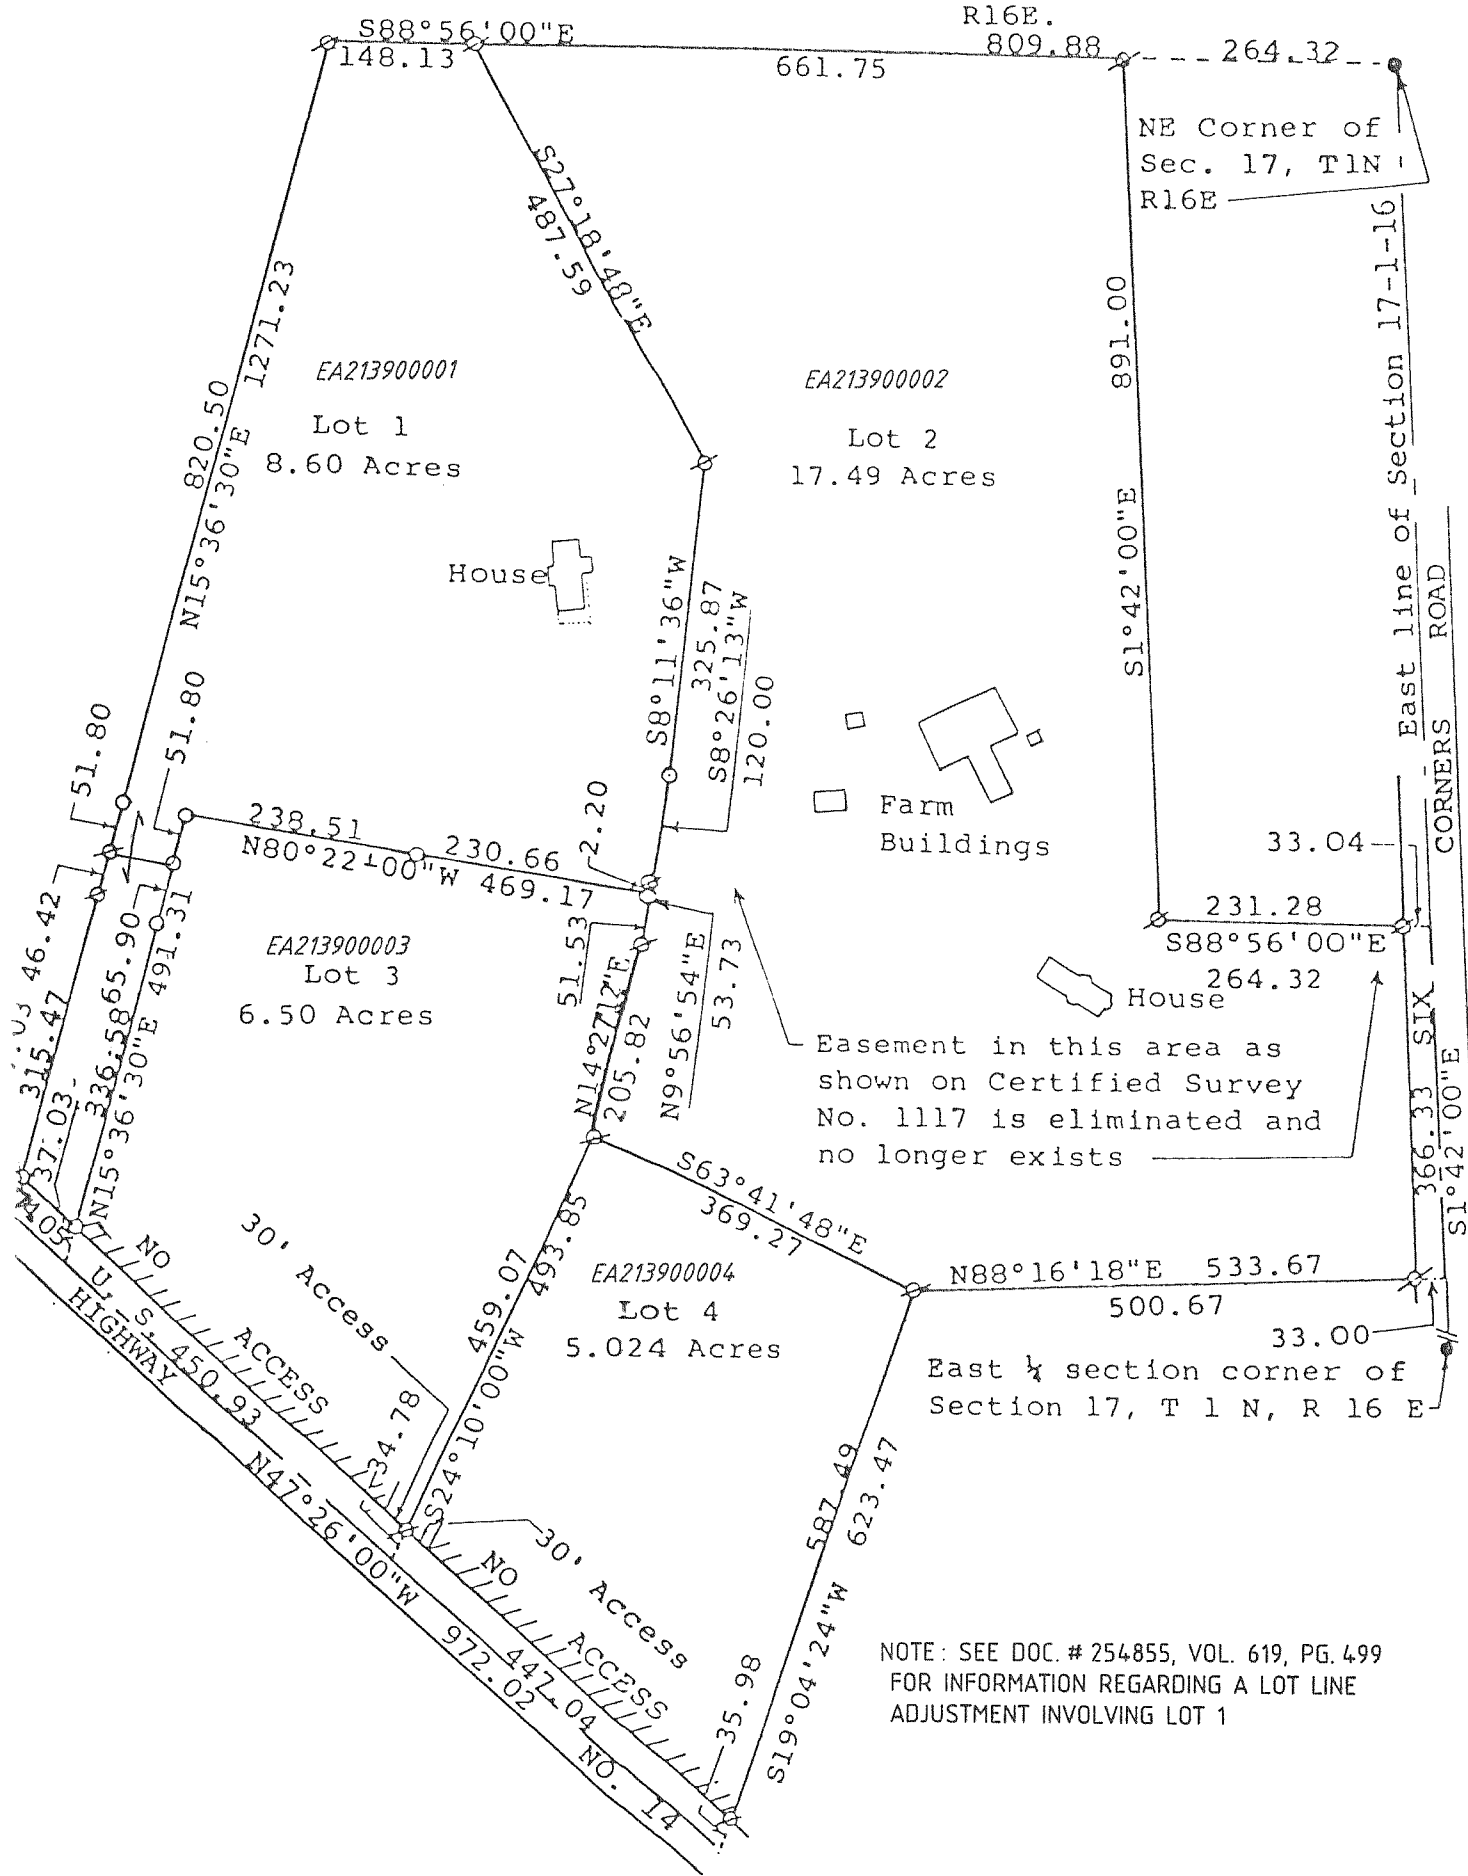 R16E.
S88°56'00"E
809.88
264.32
148.13
661.75
NE Corner of
Sec. 17, T1N
R16E
S27°18'48"E
487.59
East line of Section 17-1-16
891.00
S1°42'00"E
820.50
1271.23
N15°36'30"E
EA213900001
Lot 1
8.60 Acres
EA213900002
Lot 2
17.49 Acres
House
S8°11'36"W
325.87
S8°26'13"W
120.00
CORNERS ROAD
51.80
51.80
238.51
N80°22'00"W
230.66
469.17
2.20
Farm
Buildings
33.04
231.28
S88°56'00"E
264.32
46.42
65.90
491.31
EA213900003
Lot 3
6.50 Acres
51.53
N9°56'54"E
53.73
N14°27'12"E
205.82
House
Easement in this area as
shown on Certified Survey
No. 1117 is eliminated and
no longer exists
SIX
366.33
S1°42'00"E
315.47
336.58
N15°36'30"E
37.03
S63°41'48"E
369.27
N88°16'18"E 533.67
500.67
33.00
East ¼ section corner of
Section 17, T 1 N, R 16 E
30' Access
459.07
493.85
S24°10'00"W
34.78
EA213900004
Lot 4
5.024 Acres
405
U. S.
HIGHWAY
NO
ACCESS
450.93
N47°26'00"W
972.02
447.04
NO. 14
NO
ACCESS
30' Access
587.49
623.47
S19°04'24"W
35.98
NOTE: SEE DOC. # 254855, VOL. 619, PG. 499
FOR INFORMATION REGARDING A LOT LINE
ADJUSTMENT INVOLVING LOT 1